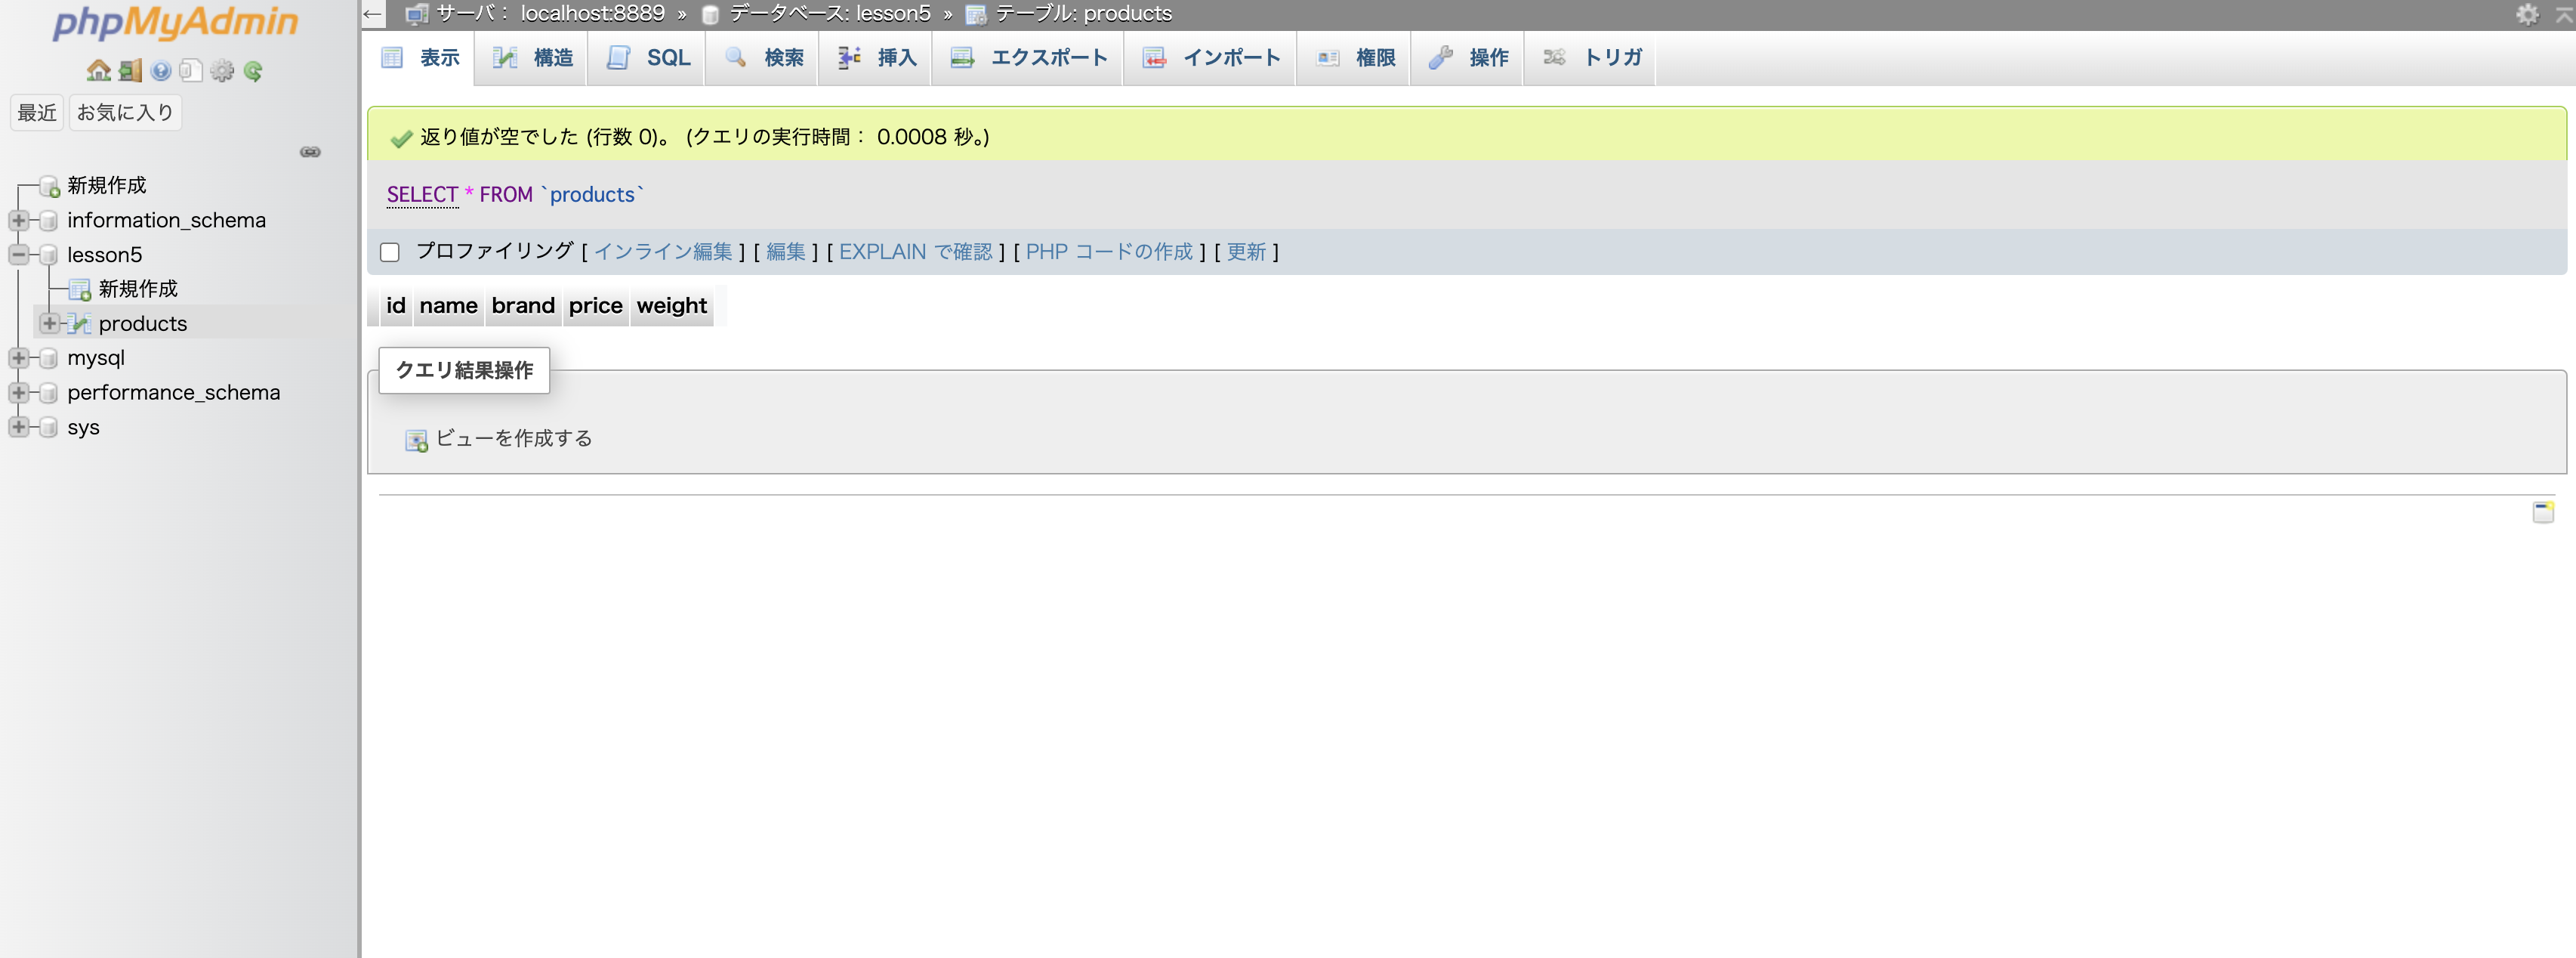 phpMyAdmin
最近 お気に入り
新規作成
information_schema
lesson5
新規作成
products
mysql
performance_schema
sys
← サーバ: localhost:8889 » データベース: lesson5 » テーブル: products
表示 構造 SQL 検索 挿入 エクスポート インポート 権限 操作 トリガ
返り値が空でした (行数 0)。 (クエリの実行時間: 0.0008 秒。)
SELECT * FROM `products`
プロファイリング [ インライン編集 ] [ 編集 ] [ EXPLAIN で確認 ] [ PHP コードの作成 ] [ 更新 ]
id name brand price weight
クエリ結果操作
ビューを作成する